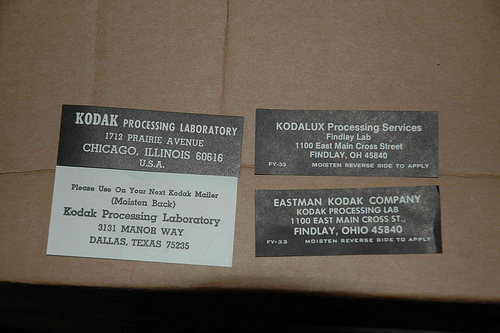 KODAK PROCESSING LABORATORY
1712 PRAIRIE AVENUE
CHICAGO, ILLINOIS 60616
U.S.A.
Please Use On Your Next Kodak Mailer
(Moisten Back)
Kodak Processing Laboratory
3131 MANOR WAY
DALLAS, TEXAS 75235
KODALUX Processing Services
Findlay Lab
1100 East Main Cross Street
FINDLAY, OH 45840
FY-33 MOISTEN REVERSE SIDE TO APPLY
EASTMAN KODAK COMPANY
KODAK PROCESSING LAB
1100 EAST MAIN CROSS ST.,
FINDLAY, OHIO 45840
FY-33 MOISTEN REVERSE SIDE TO APPLY